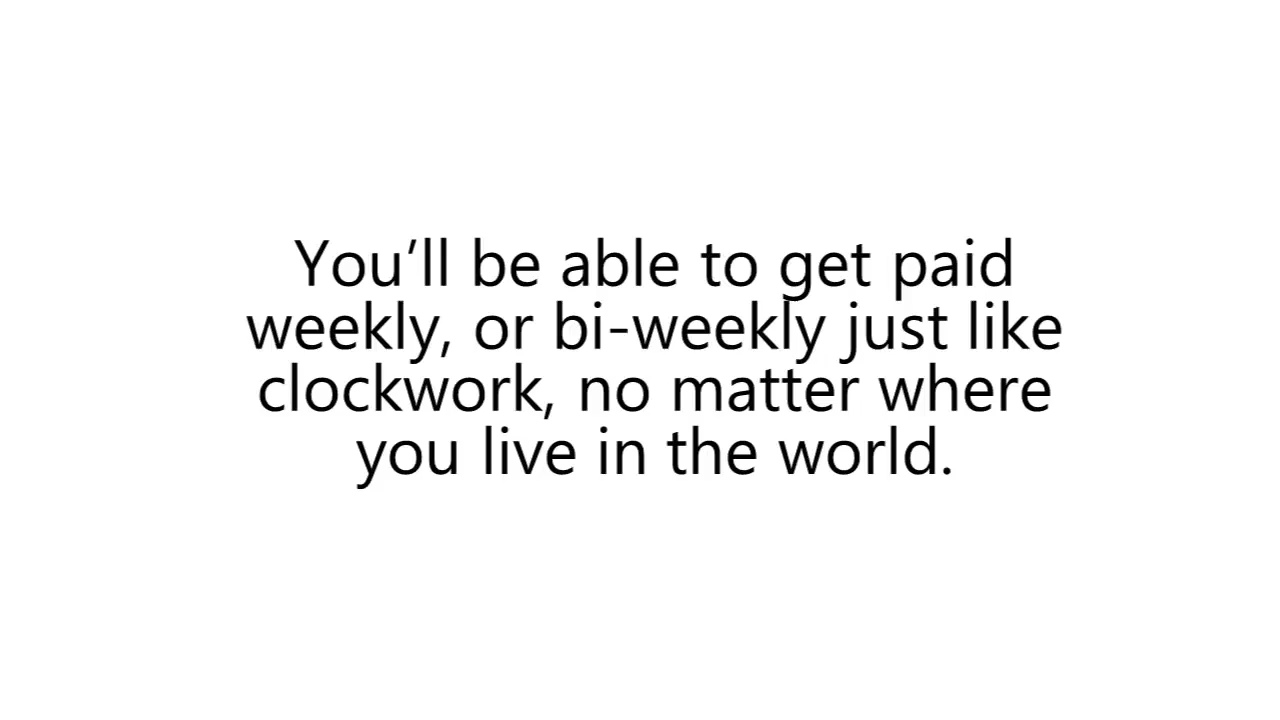 You’ll be able to get paid
weekly, or bi-weekly just like
clockwork, no matter where
you live in the world.